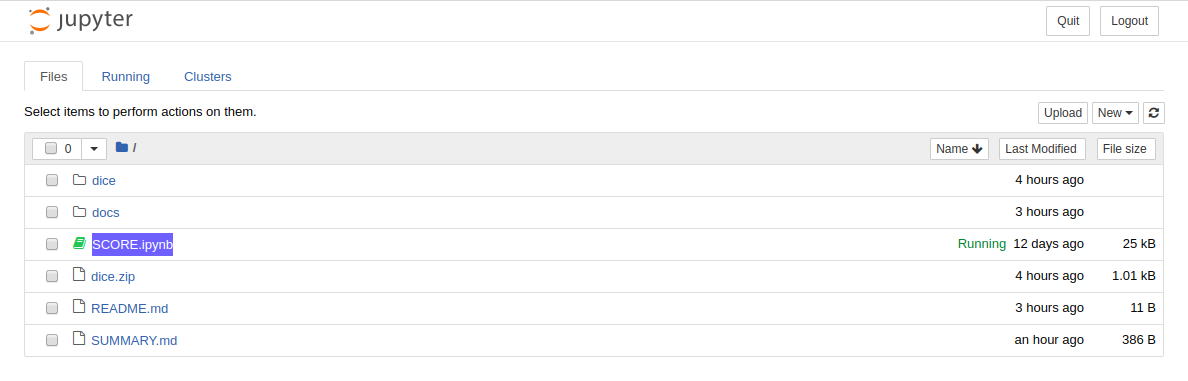 jupyter Quit Logout
Files Running Clusters
Select items to perform actions on them. Upload New
0 / Name Last Modified File size
dice 4 hours ago
docs 3 hours ago
SCORE.ipynb Running 12 days ago 25 kB
dice.zip 4 hours ago 1.01 kB
README.md 3 hours ago 11 B
SUMMARY.md an hour ago 386 B